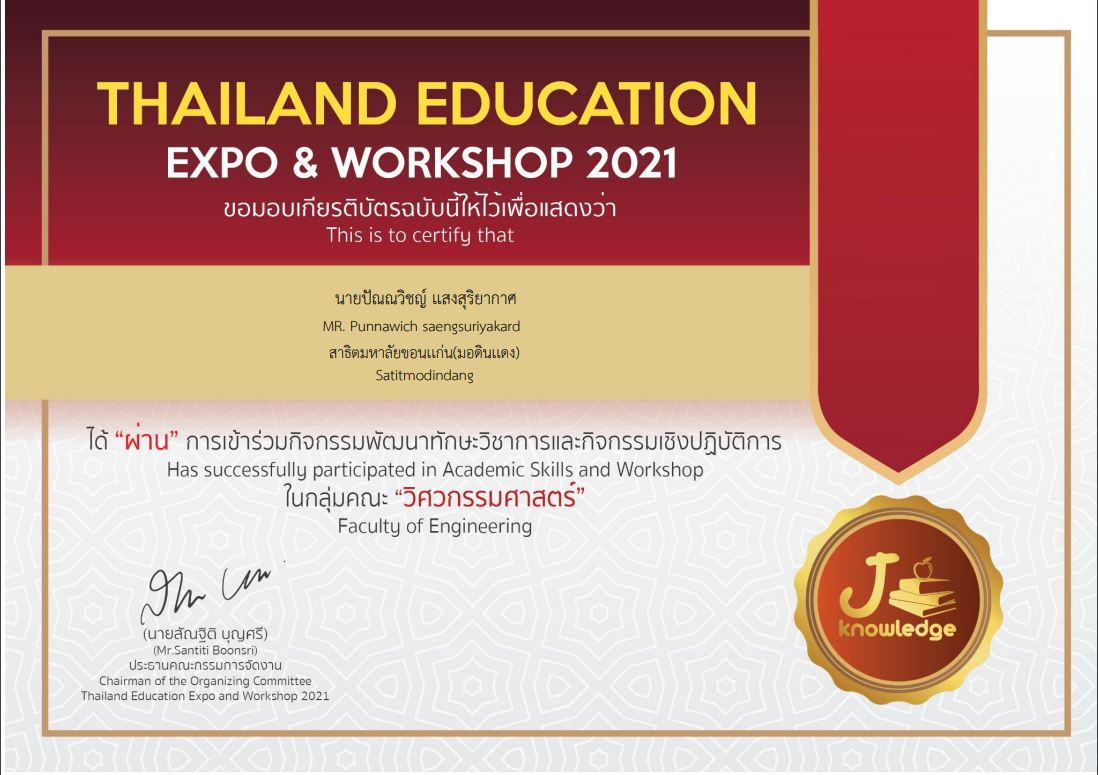 THAILAND EDUCATION
EXPO & WORKSHOP 2021
ขอมอบเกียรติบัตรฉบับนี้ให้ไว้เพื่อแสดงว่า
This is to certify that
นายปัณณวิชญ์ แสงสุริยากาศ
MR. Punnawich saengsuriyakard
สาธิตมหาลัยขอนแก่น(มอดินแดง)
Satitmodindang
ได้ “ผ่าน” การเข้าร่วมกิจกรรมพัฒนาทักษะวิชาการและกิจกรรมเชิงปฏิบัติการ
Has successfully participated in Academic Skills and Workshop
ในกลุ่มคณะ “วิศวกรรมศาสตร์”
Faculty of Engineering
(นายสัณฐิติ บุญศรี)
(Mr.Santiti Boonsri)
ประธานคณะกรรมการจัดงาน
Chairman of the Organizing Committee
Thailand Education Expo and Workshop 2021
J
knowledge